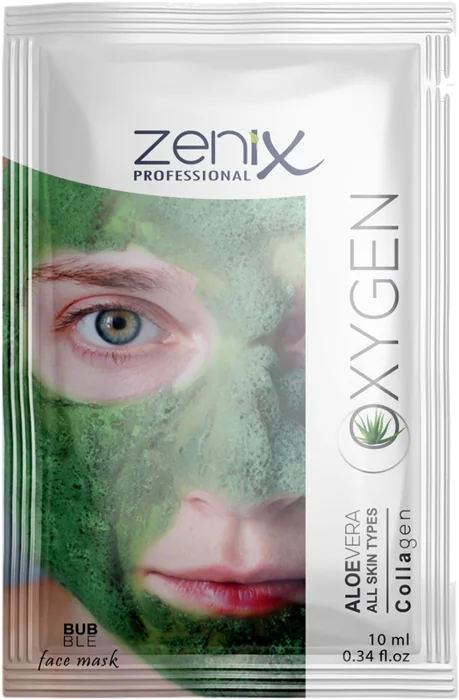 zenix
PROFESSIONAL
OXYGEN
ALOEVERA
ALL SKIN TYPES
Collagen
BUB
BLE
face mask
10 ml
0.34 fl.oz